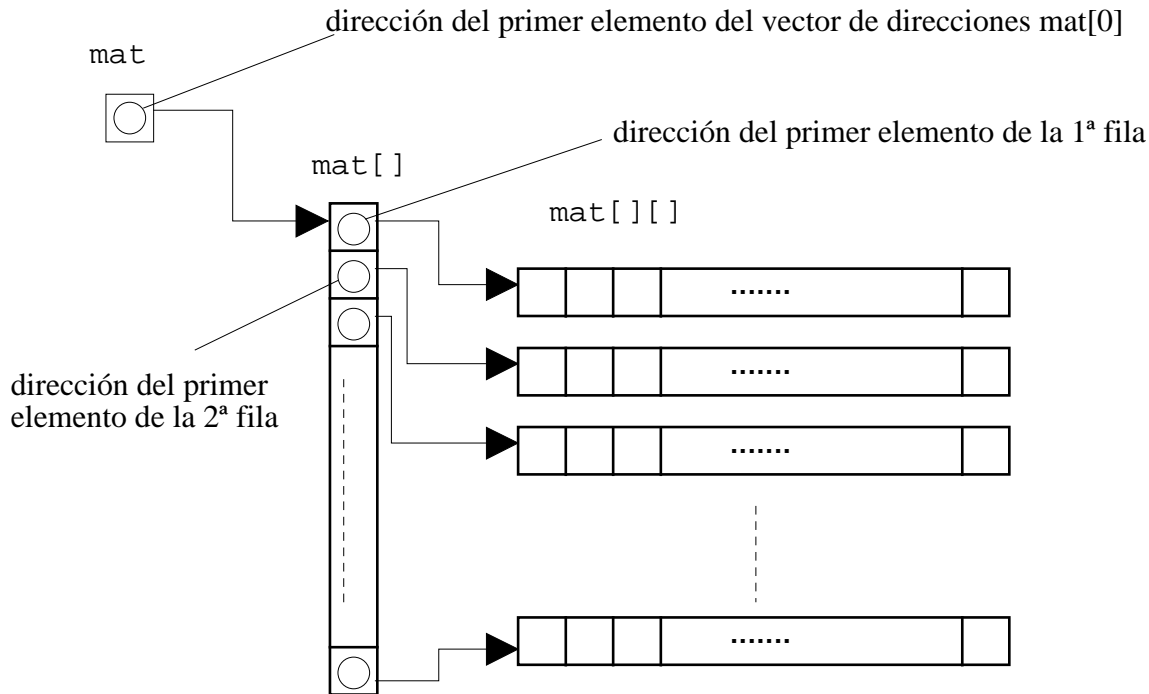 dirección del primer elemento del vector de direcciones mat[0]
mat
dirección del primer elemento de la 1ª fila
mat[]
mat[][]
.......
.......
dirección del primer
elemento de la 2ª fila
.......
.......